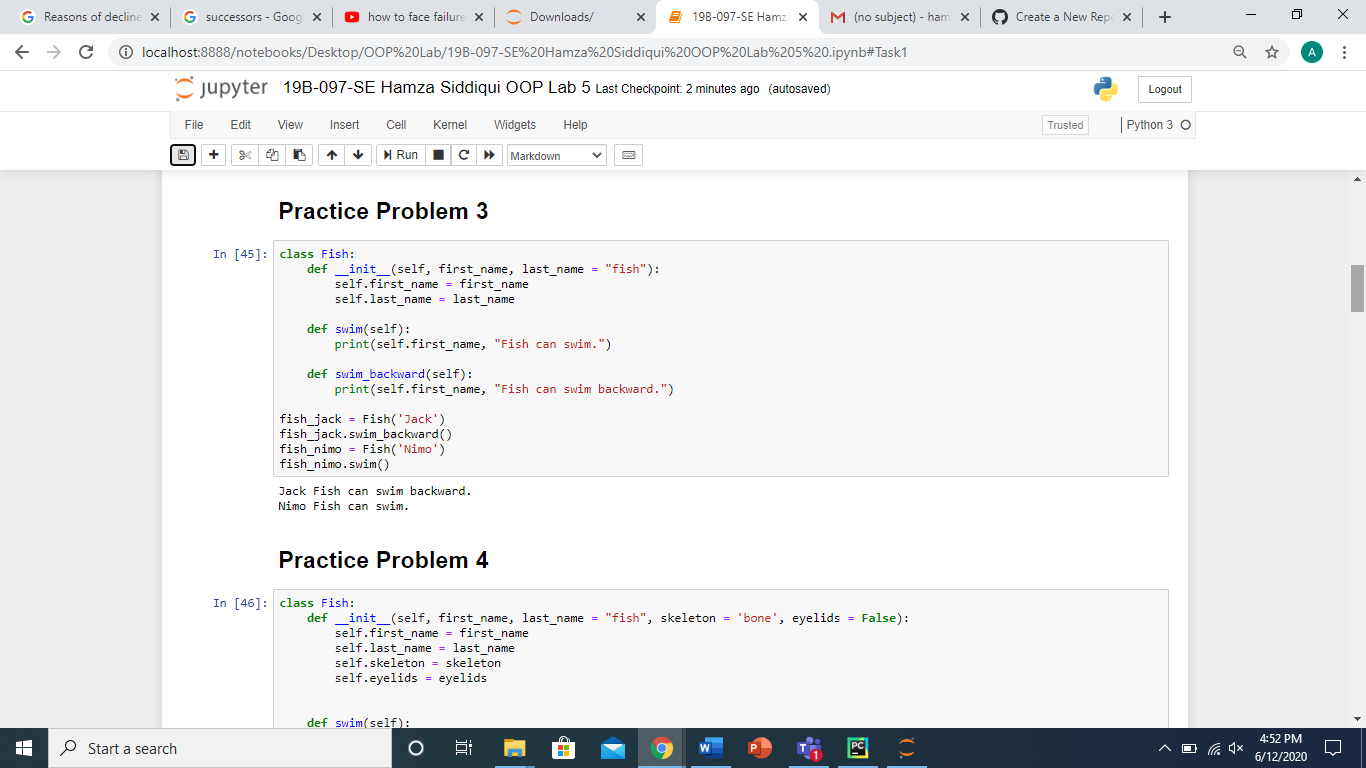 Reasons of decline
successors - Goog
how to face failure
Downloads/
19B-097-SE Hamz
(no subject) - ham
Create a New Repo
localhost:8888/notebooks/Desktop/OOP%20Lab/19B-097-SE%20Hamza%20Siddiqui%20OOP%20Lab%205%20.ipynb#Task1
A
jupyter 19B-097-SE Hamza Siddiqui OOP Lab 5 Last Checkpoint: 2 minutes ago (autosaved)
Logout
File Edit View Insert Cell Kernel Widgets Help
Trusted
Python 3
Run
Markdown
Practice Problem 3
In [45]:
class Fish:
    def __init__(self, first_name, last_name = "fish"):
        self.first_name = first_name
        self.last_name = last_name
    def swim(self):
        print(self.first_name, "Fish can swim.")
    def swim_backward(self):
        print(self.first_name, "Fish can swim backward.")
fish_jack = Fish('Jack')
fish_jack.swim_backward()
fish_nimo = Fish('Nimo')
fish_nimo.swim()
Jack Fish can swim backward.
Nimo Fish can swim.
Practice Problem 4
In [46]:
class Fish:
    def __init__(self, first_name, last_name = "fish", skeleton = 'bone', eyelids = False):
        self.first_name = first_name
        self.last_name = last_name
        self.skeleton = skeleton
        self.eyelids = eyelids
    def swim(self):
Start a search
4:52 PM
6/12/2020